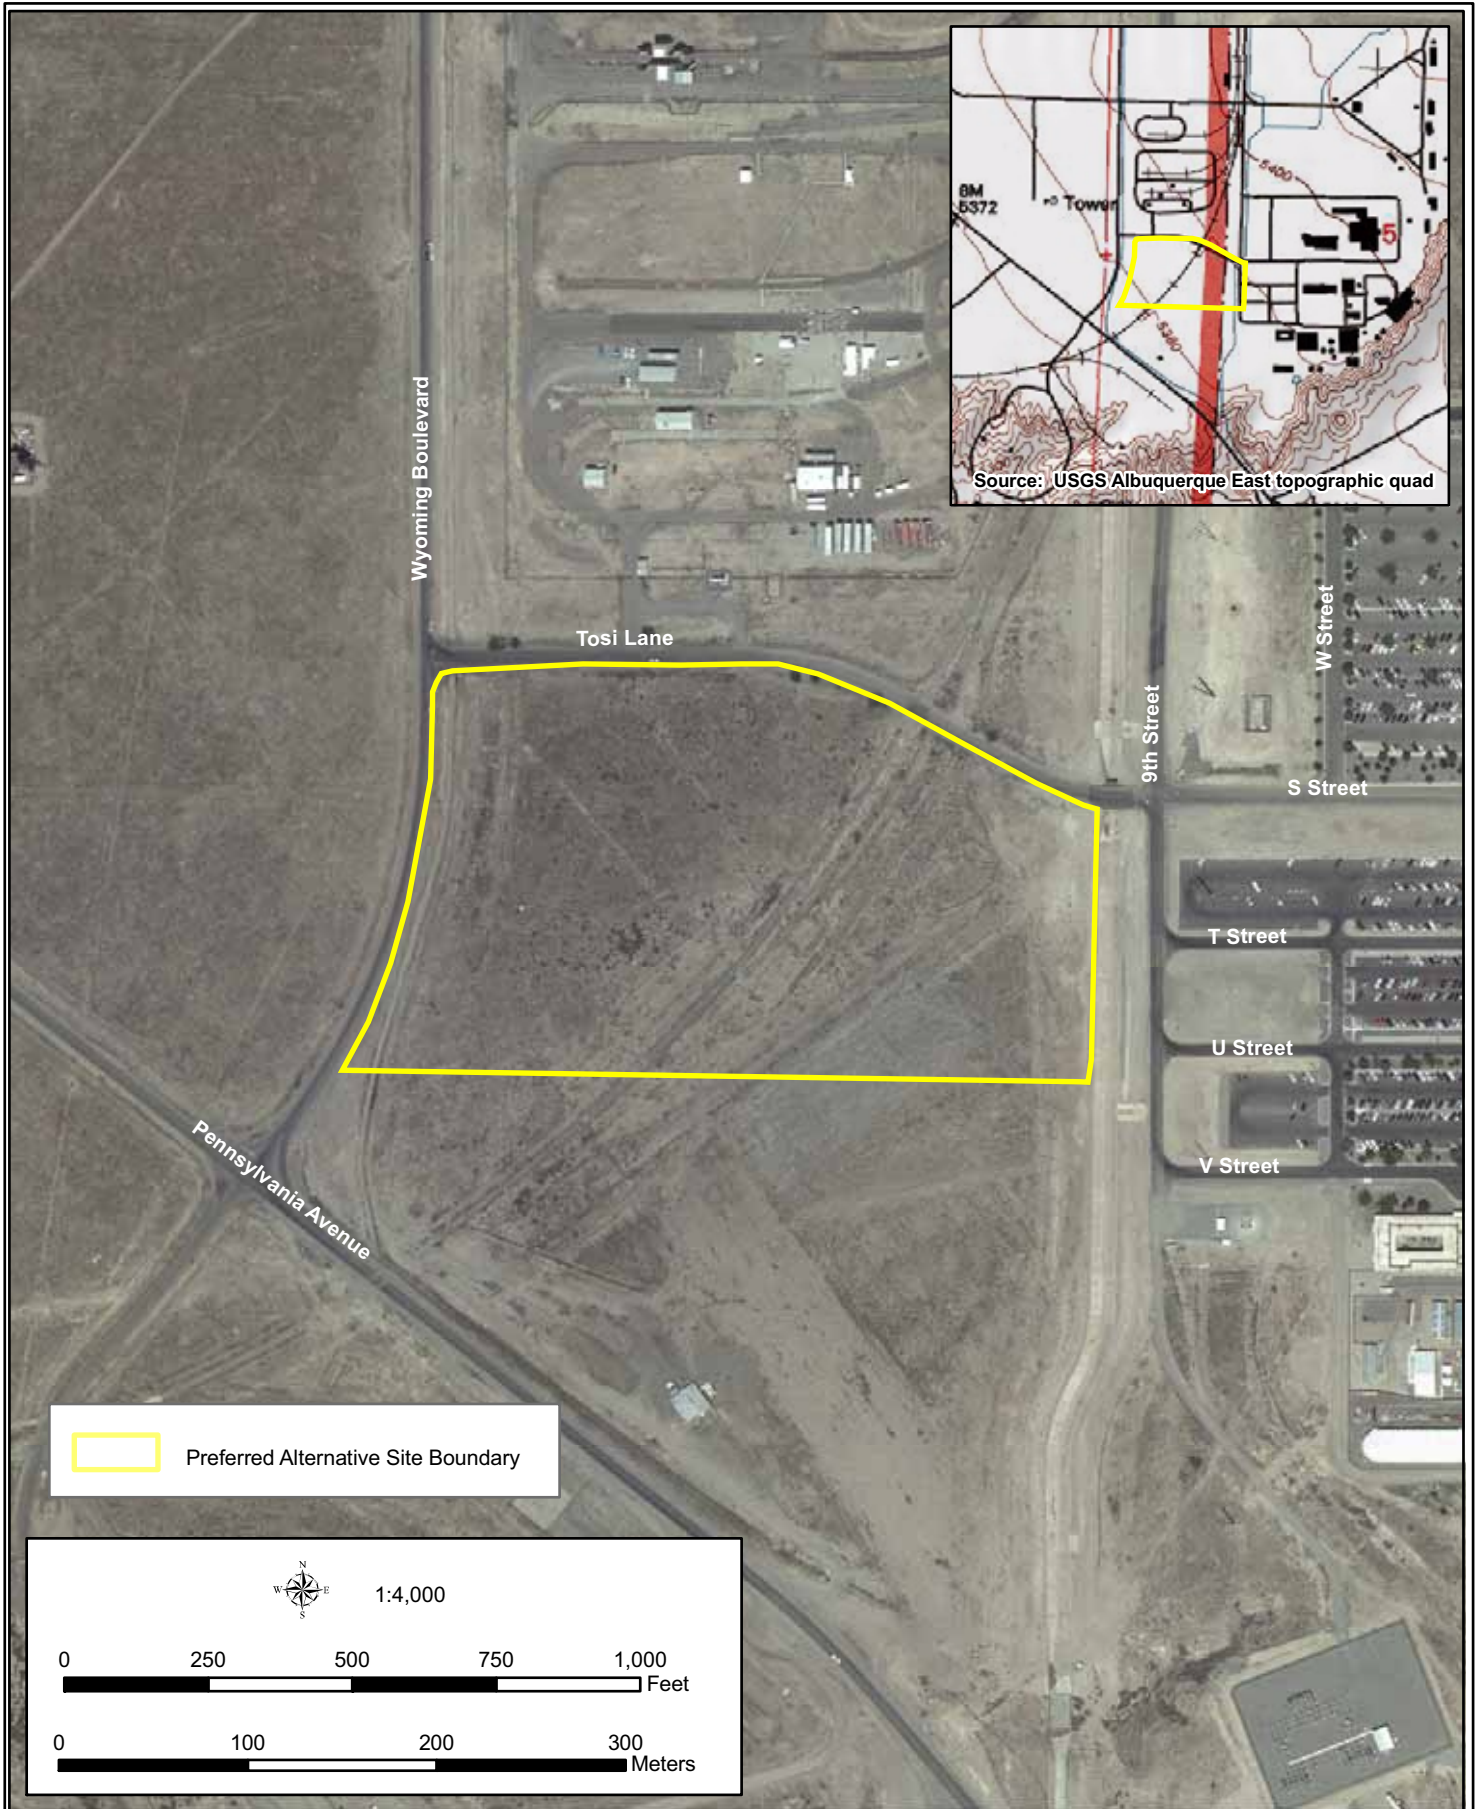 BM
5372
Tower
5400
5
5380
Source: USGS Albuquerque East topographic quad
Wyoming Boulevard
Tosi Lane
W Street
9th Street
S Street
T Street
U Street
V Street
Pennsylvania Avenue
Preferred Alternative Site Boundary
N
W E
S
1:4,000
0 250 500 750 1,000
Feet
0 100 200 300
Meters